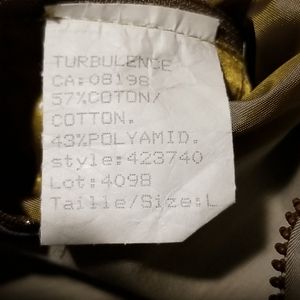 TURBULENCE
CA:08198
57%COTON/
COTTON.
43%POLYAMID.
style:423740
Lot:4098
Taille/Size:L